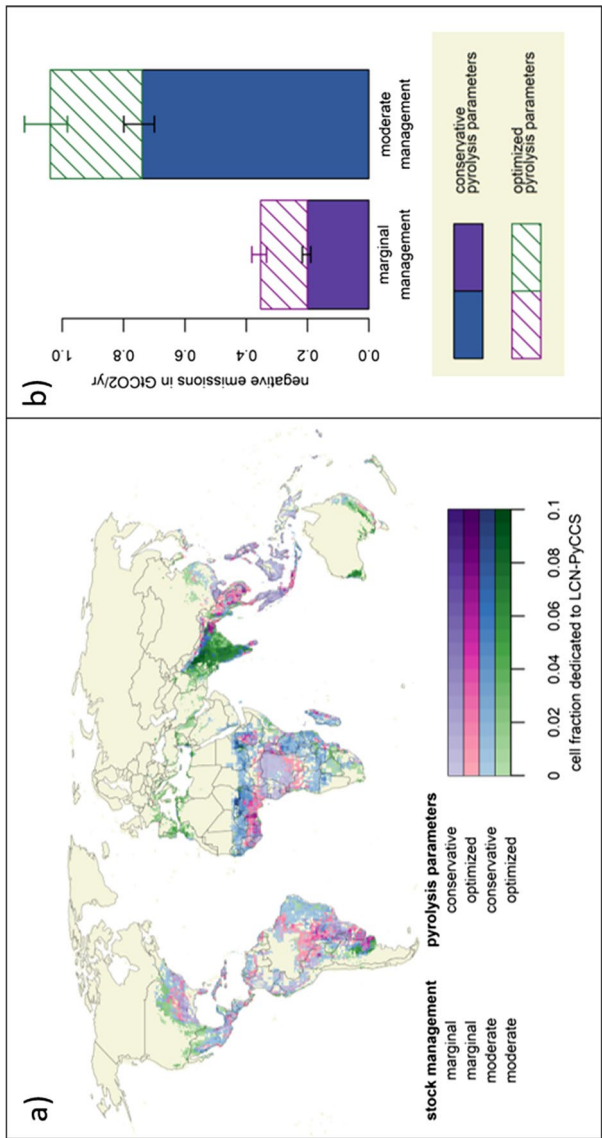 a)
stock management
pyrolysis parameters
marginal
conservative
marginal
optimized
moderate
conservative
moderate
optimized
0
0.02
0.04
0.06
0.08
0.1
cell fraction dedicated to LCN-PyCCS
b)
negative emissions in GtCO2/yr
1.0
0.8
0.6
0.4
0.2
0.0
marginal
management
moderate
management
conservative
pyrolysis parameters
optimized
pyrolysis parameters